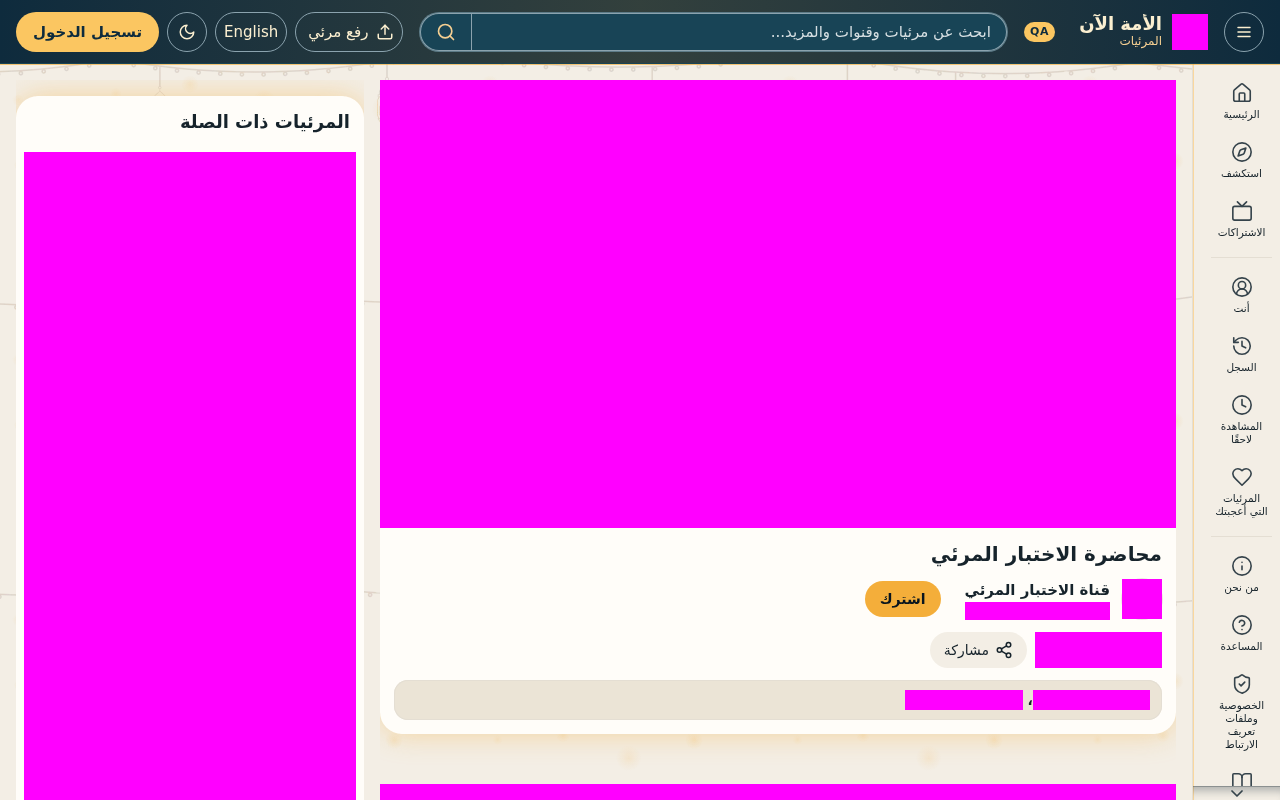 الأمة الآن
المرئيات
QA
ابحث عن مرئيات وقنوات والمزيد...
رفع مرئي
English
تسجيل الدخول
الرئيسية
استكشف
الاشتراكات
أنت
السجل
المشاهدة
لاحقًا
المرئيات
التي أعجبتك
من نحن
المساعدة
الخصوصية
وملفات
تعريف
الارتباط
محاضرة الاختبار المرئي
قناة الاختبار المرئي
اشترك
مشاركة
،
المرئيات ذات الصلة